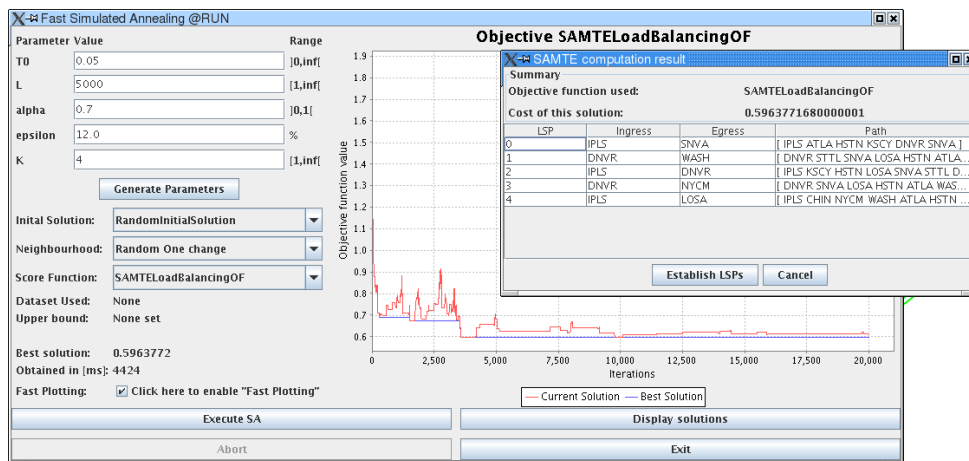 Fast Simulated Annealing @RUN
Parameter Value Range
T0 0.05 ]0,inf[
L 5000 [1,inf[
alpha 0.7 ]0,1[
epsilon 12.0 %
K 4 [1,inf[
Generate Parameters
Inital Solution: RandomInitialSolution
Neighbourhood: Random One change
Score Function: SAMTELoadBalancingOF
Dataset Used: None
Upper bound: None set
Best solution: 0.5963772
Obtained in [ms]: 4424
Fast Plotting: Click here to enable "Fast Plotting"
Execute SA
Display solutions
Abort
Exit
Objective SAMTELoadBalancingOF
Objective function value
1.9
1.8
1.7
1.6
1.5
1.4
1.3
1.2
1.1
1.0
0.9
0.8
0.7
0.6
0 2,500 5,000 7,500 10,000 12,500 15,000 17,500 20,000
Iterations
Current Solution Best Solution
SAMTE computation result
Summary
Objective function used: SAMTELoadBalancingOF
Cost of this solution: 0.5963771680000001
LSP Ingress Egress Path
0 IPLS SNVA [ IPLS ATLA HSTN KSCY DNVR SNVA ]
1 DNVR WASH [ DNVR STTL SNVA LOSA HSTN ATLA...
2 IPLS DNVR [ IPLS KSCY HSTN LOSA SNVA STTL D...
3 DNVR NYCM [ DNVR SNVA LOSA HSTN ATLA WAS...
4 IPLS LOSA [ IPLS CHIN NYCM WASH ATLA HSTN ...
Establish LSPs
Cancel